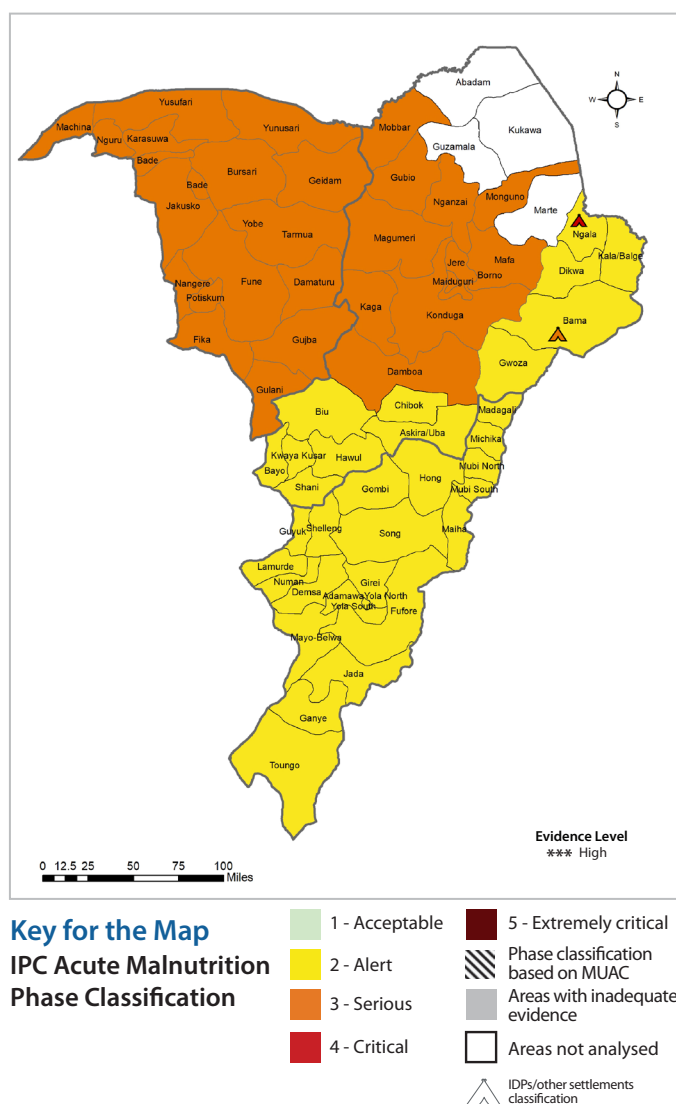 Abadam
N
W
E
S
Yusufari
Kukawa
Machina
Yunusari
Mobbar
Nguru
Karasuwa
Guzamala
Bade
Bursari
Geidam
Gubio
Bade
Nganzai
Monguno
Jakusko
Marte
Yobe
Ngala
Tarmua
Magumeri
Kala/Balge
Jere
Mafa
Dikwa
Borno
Nangere
Fune
Damaturu
Maiduguri
Potiskum
Kaga
Konduga
Bama
Fika
Gujba
Gwoza
Damboa
Gulani
Chibok
Biu
Madagali
Askira/Uba
Michika
Kwaya Kusar
Hawul
Mubi North
Bayo
Hong
Shani
Gombi
Mubi South
Guyuk
Shelleng
Song
Maiha
Lamurde
Numan
Girei
Demsa
Adamawa
Yola North
Yola South
Fufore
Mayo-Belwa
Jada
Ganye
Toungo
Evidence Level
*** High
0 12.5 25 50 75 100
Miles
Key for the Map
IPC Acute Malnutrition
Phase Classification
1 - Acceptable
2 - Alert
3 - Serious
4 - Critical
5 - Extremely critical
Phase classification
based on MUAC
Areas with inadequate
evidence
Areas not analysed
IDPs/other settlements
classification